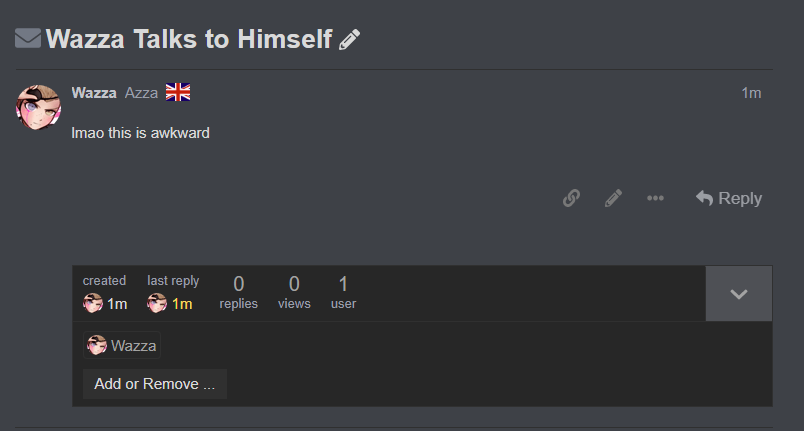 Wazza Talks to Himself
Wazza Azza 1m
lmao this is awkward
Reply
created last reply 0 0 1
1m 1m replies views user
Wazza
Add or Remove ...